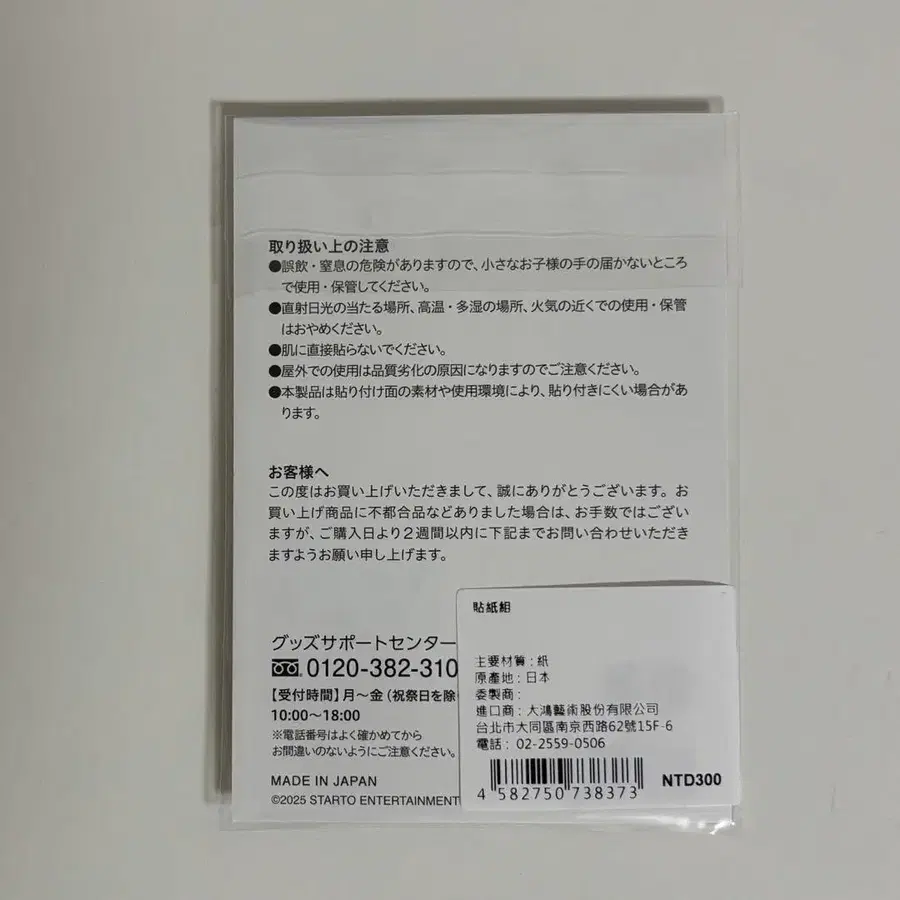 取り扱い上の注意
●誤飲・窒息の危険がありますので、小さなお子様の手の届かないところ
で使用・保管してください。
●直射日光の当たる場所、高温・多湿の場所、火気の近くでの使用・保管
はおやめください。
●肌に直接貼らないでください。
●屋外での使用は品質劣化の原因になりますのでご注意ください。
●本製品は貼り付け面の素材や使用環境により、貼り付きにくい場合があ
ります。
お客様へ
この度はお買い上げいただきまして、誠にありがとうございます。お
買い上げ商品に不都合品などありました場合は、お手数ではござい
ますが、ご購入日より2週間以内に下記までお問い合わせいただき
ますようお願い申し上げます。
グッズサポートセンター
0120-382-310
【受付時間】月〜金（祝祭日を除
10:00〜18:00
※電話番号はよく確かめてから
お間違いのないようにご注意ください。
MADE IN JAPAN
©2025 STARTO ENTERTAINMENT
貼紙組
主要材質：紙
原產地：日本
委製商：
進口商：大鴻藝術股份有限公司
台北市大同區南京西路62號15F-6
電話： 02-2559-0506
4 582750 738373
NTD300